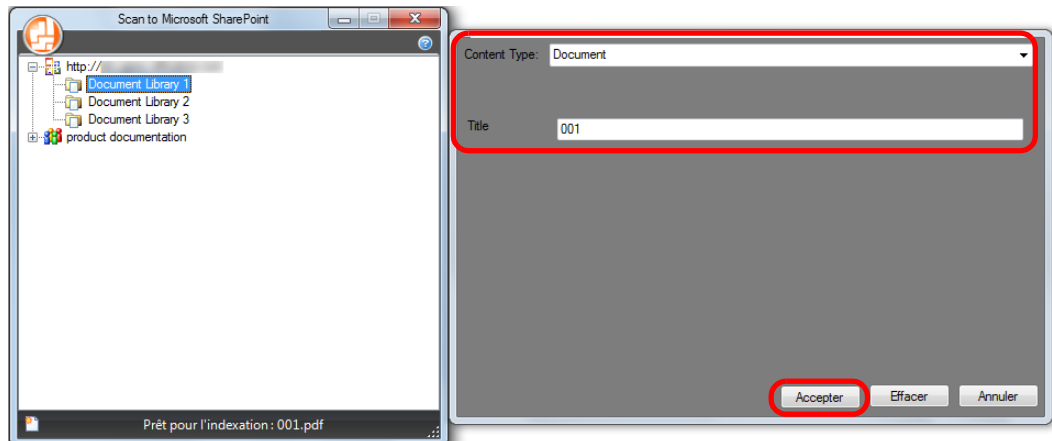 Scan to Microsoft SharePoint
http://
Document Library 1
Document Library 2
Document Library 3
product documentation
Prêt pour l'indexation : 001.pdf
Content Type: Document
Title 001
Accepter Effacer Annuler